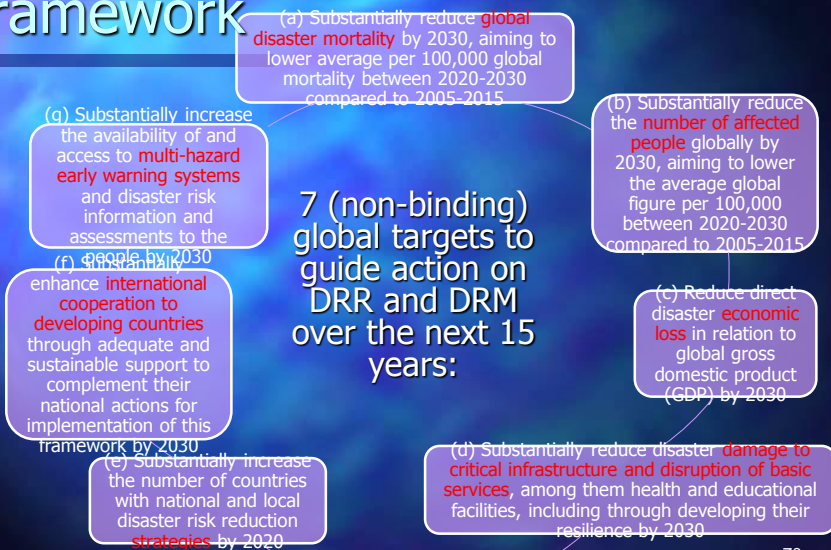 ramework
(a) Substantially reduce global
disaster mortality by 2030, aiming to
lower average per 100,000 global
mortality between 2020-2030
compared to 2005-2015
(b) Substantially reduce
the number of affected
people globally by
2030, aiming to lower
the average global
figure per 100,000
between 2020-2030
compared to 2005-2015
(c) Reduce direct
disaster economic
loss in relation to
global gross
domestic product
(GDP) by 2030
(d) Substantially reduce disaster damage to
critical infrastructure and disruption of basic
services, among them health and educational
facilities, including through developing their
resilience by 2030
(e) Substantially increase
the number of countries
with national and local
disaster risk reduction
strategies by 2020
(f) Substantially
enhance international
cooperation to
developing countries
through adequate and
sustainable support to
complement their
national actions for
implementation of this
framework by 2030
(g) Substantially increase
the availability of and
access to multi-hazard
early warning systems
and disaster risk
information and
assessments to the
people by 2030
7 (non-binding)
global targets to
guide action on
DRR and DRM
over the next 15
years: